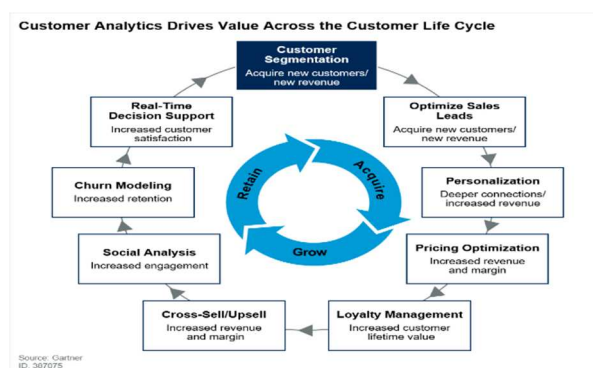 Customer Analytics Drives Value Across the Customer Life Cycle
Customer
Segmentation
Acquire new customers/
new revenue
Optimize Sales
Leads
Acquire new customers/
new revenue
Personalization
Deeper connections/
increased revenue
Pricing Optimization
Increased revenue
and margin
Loyalty Management
Increased customer
lifetime value
Cross-Sell/Upsell
Increased revenue
and margin
Social Analysis
Increased engagement
Churn Modeling
Increased retention
Real-Time
Decision Support
Increased customer
satisfaction
Acquire
Grow
Retain
Source: Gartner
ID: 367075